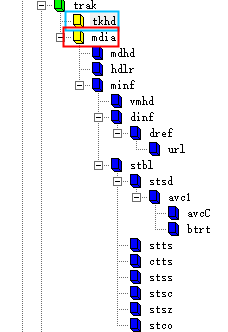 trak
tkhd
mdia
mdhd
hdlr
minf
vmhd
dinf
dref
url
stbl
stsd
avc1
avcC
btrt
stts
ctts
stss
stsc
stsz
stco